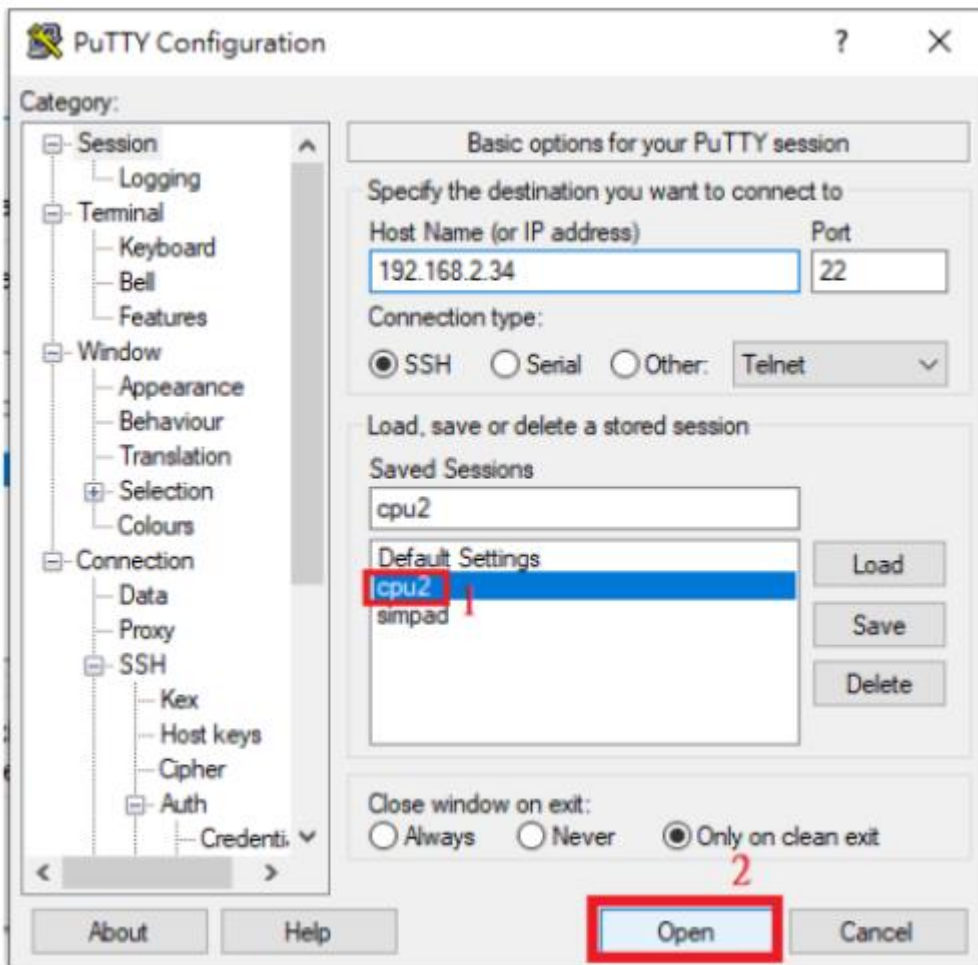 PuTTY Configuration
?
×
Category:
Session
Logging
Terminal
Keyboard
Bell
Features
Window
Appearance
Behaviour
Translation
Selection
Colours
Connection
Data
Proxy
SSH
Kex
Host keys
Cipher
Auth
Credenti
Basic options for your PuTTY session
Specify the destination you want to connect to
Host Name (or IP address) Port
192.168.2.34 22
Connection type:
SSH Serial Other: Telnet
Load, save or delete a stored session
Saved Sessions
cpu2
Default Settings
cpu2 1
simpad
Load
Save
Delete
Close window on exit:
Always Never Only on clean exit
2
About Help Open Cancel